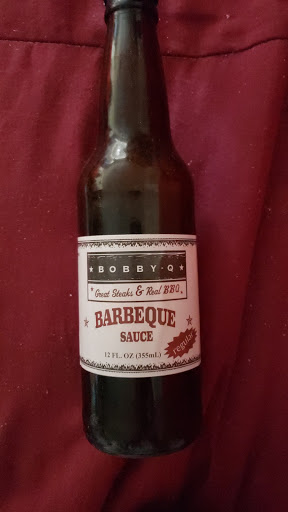 ★ BOBBY·Q ★
Great Steaks & Real BBQ
BARBEQUE
SAUCE
12 FL. OZ (355mL)
regular